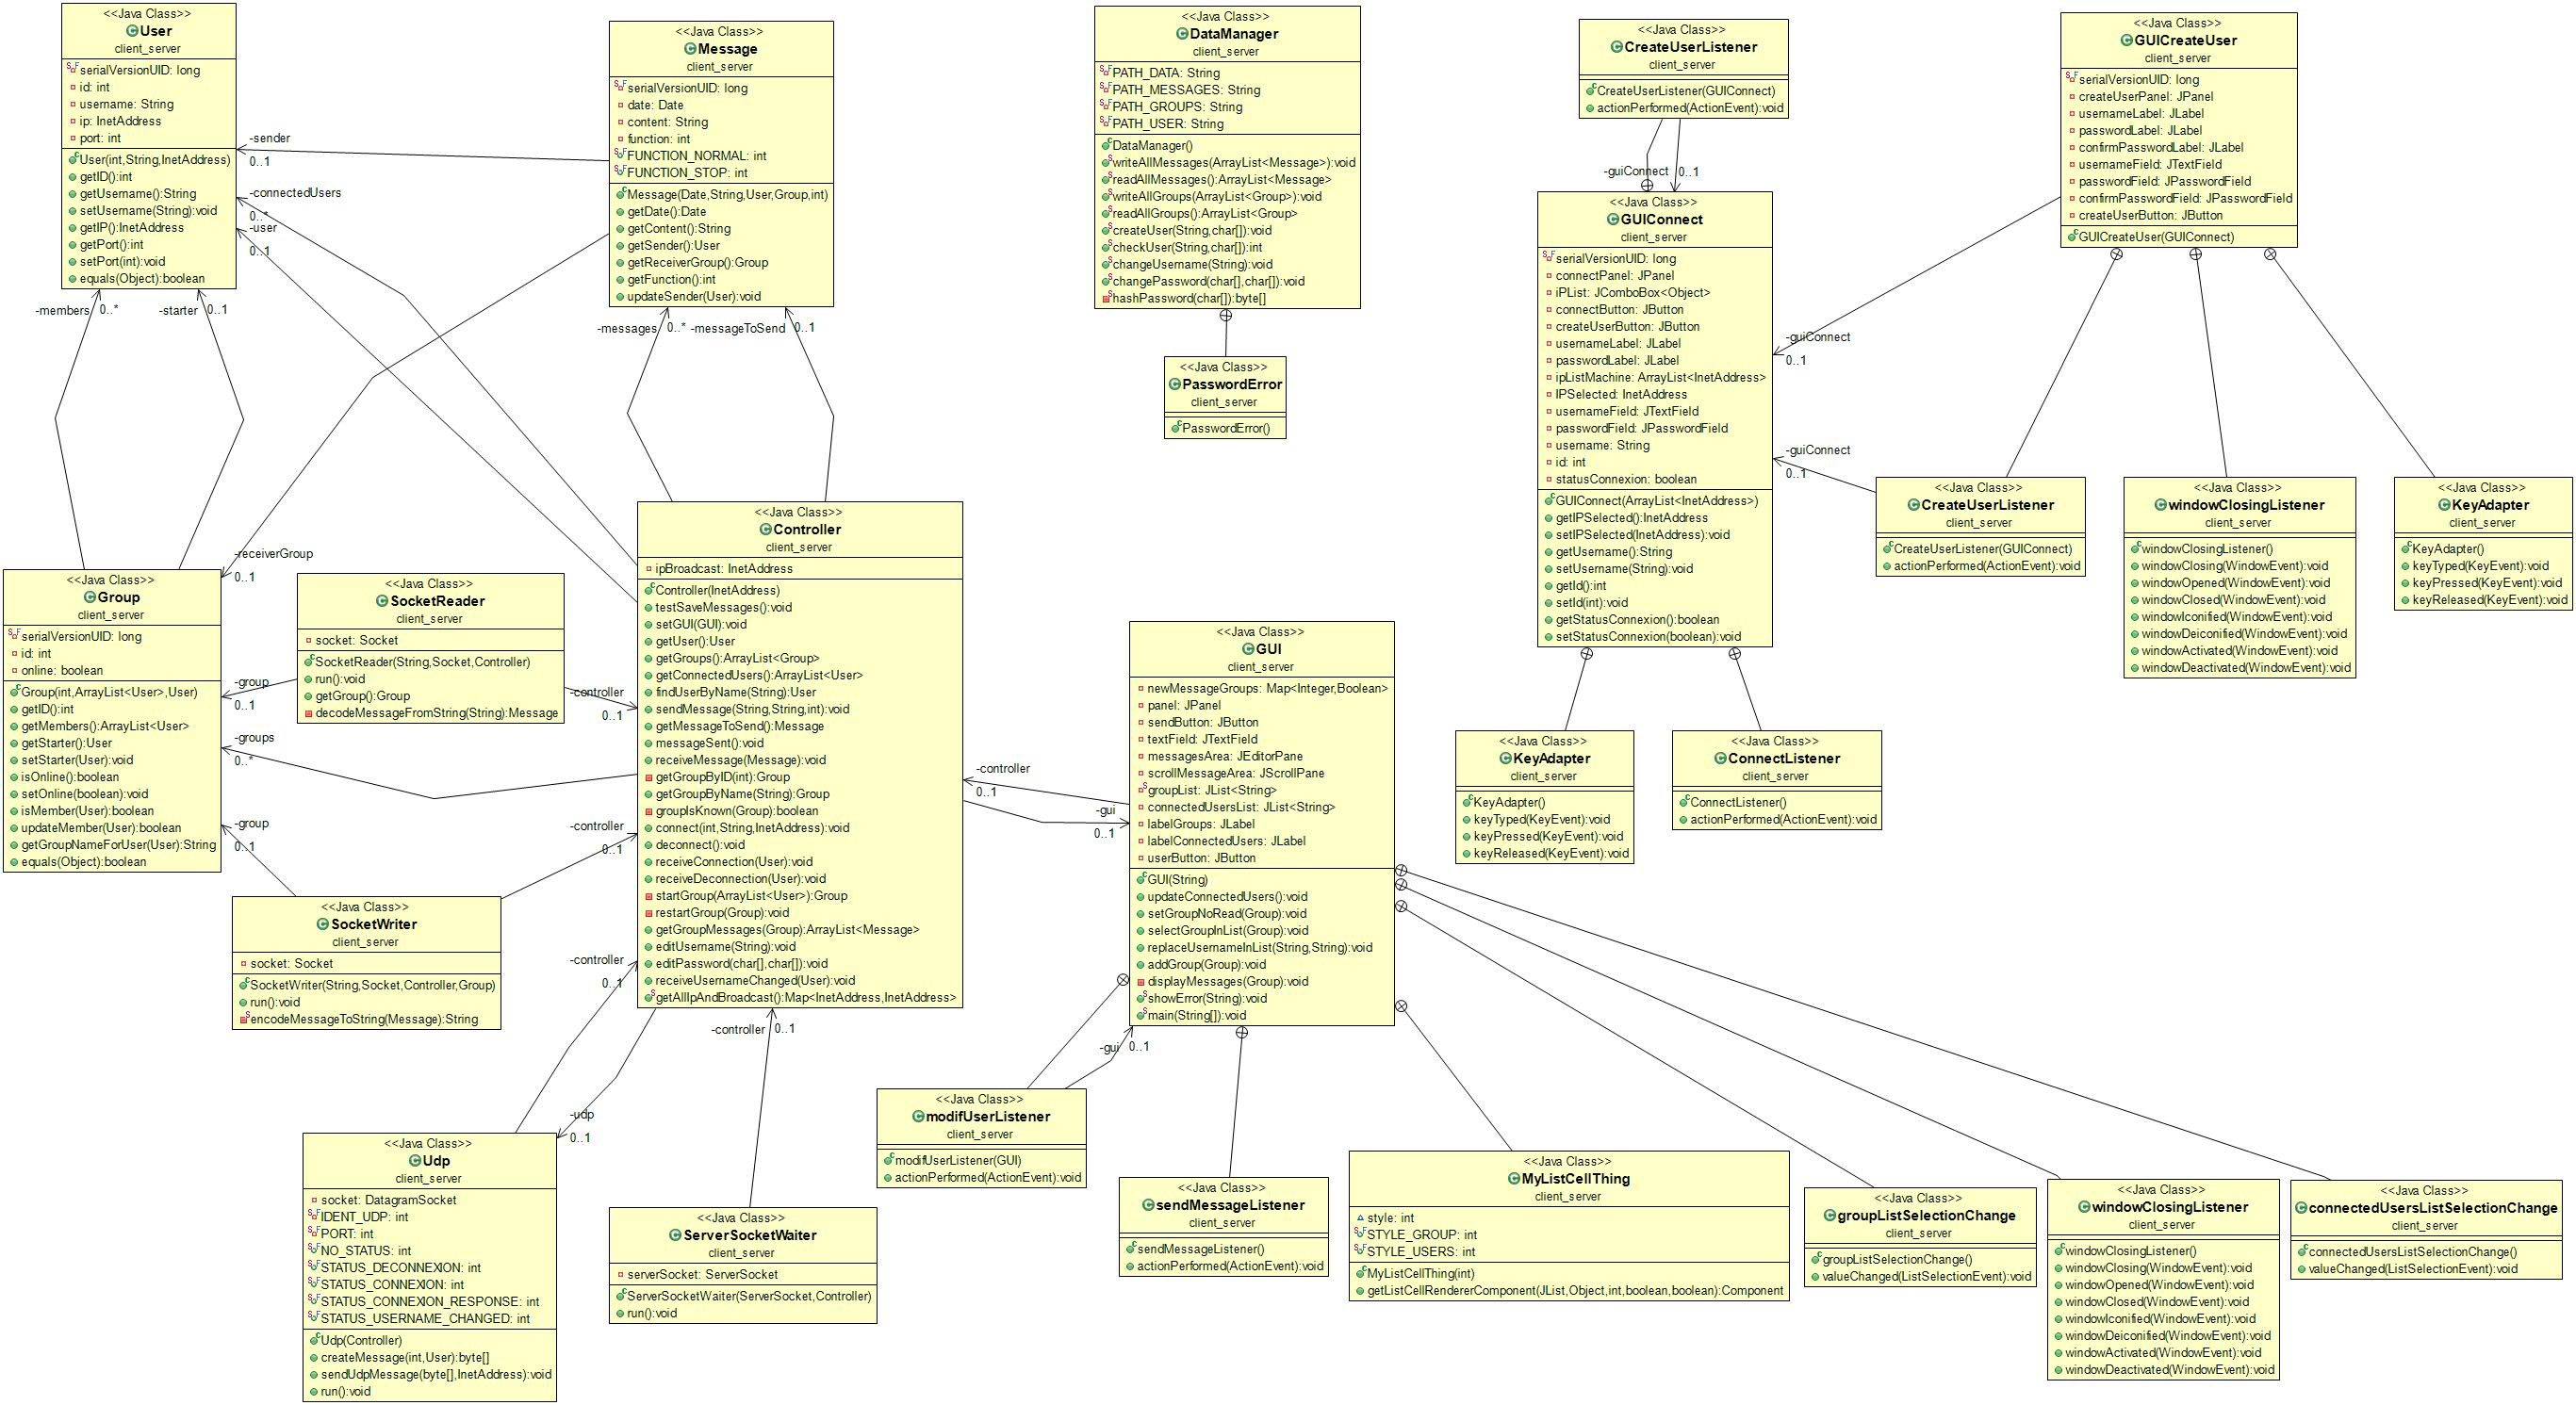 <<Java Class>>
User
client_server
serialVersionUID: long
id: int
username: String
ip: InetAddress
port: int
User(int,String,InetAddress)
getID():int
getUsername():String
setUsername(String):void
getIP():InetAddress
getPort():int
setPort(int):void
equals(Object):boolean
<<Java Class>>
Message
client_server
serialVersionUID: long
date: Date
content: String
function: int
FUNCTION_NORMAL: int
FUNCTION_STOP: int
Message(Date,String,User,Group,int)
getDate():Date
getContent():String
getSender():User
getReceiverGroup():Group
getFunction():int
updateSender(User):void
<<Java Class>>
DataManager
client_server
PATH_DATA: String
PATH_MESSAGES: String
PATH_GROUPS: String
PATH_USER: String
DataManager()
writeAllMessages(ArrayList<Message>):void
readAllMessages():ArrayList<Message>
writeAllGroups(ArrayList<Group>):void
readAllGroups():ArrayList<Group>
createUser(String,char[]):void
checkUser(String,char[]):int
changeUsername(String):void
changePassword(char[],char[]):void
hashPassword(char[]):byte[]
<<Java Class>>
CreateUserListener
client_server
CreateUserListener(GUIConnect)
actionPerformed(ActionEvent):void
<<Java Class>>
GUICreateUser
client_server
serialVersionUID: long
createUserPanel: JPanel
usernameLabel: JLabel
passwordLabel: JLabel
confirmPasswordLabel: JLabel
usernameField: JTextField
passwordField: JPasswordField
confirmPasswordField: JPasswordField
createUserButton: JButton
GUICreateUser(GUIConnect)
-sender
0..1
-connectedUsers
0..*
-user
0..1
-members 0..*
-starter 0..1
-messages 0..*
-messageToSend 0..1
-guiConnect 0..1
<<Java Class>>
PasswordError
client_server
PasswordError()
<<Java Class>>
GUIConnect
client_server
serialVersionUID: long
connectPanel: JPanel
iPList: JComboBox<Object>
connectButton: JButton
createUserButton: JButton
usernameLabel: JLabel
passwordLabel: JLabel
ipListMachine: ArrayList<InetAddress>
IPSelected: InetAddress
usernameField: JTextField
passwordField: JPasswordField
username: String
id: int
statusConnexion: boolean
GUIConnect(ArrayList<InetAddress>)
getIPSelected():InetAddress
setIPSelected(InetAddress):void
getUsername():String
setUsername(String):void
getId():int
setId(int):void
getStatusConnexion():boolean
setStatusConnexion(boolean):void
-guiConnect
0..1
-guiConnect
0..1
<<Java Class>>
CreateUserListener
client_server
CreateUserListener(GUIConnect)
actionPerformed(ActionEvent):void
<<Java Class>>
windowClosingListener
client_server
windowClosingListener()
windowClosing(WindowEvent):void
windowOpened(WindowEvent):void
windowClosed(WindowEvent):void
windowIconified(WindowEvent):void
windowDeiconified(WindowEvent):void
windowActivated(WindowEvent):void
windowDeactivated(WindowEvent):void
<<Java Class>>
KeyAdapter
client_server
KeyAdapter()
keyTyped(KeyEvent):void
keyPressed(KeyEvent):void
keyReleased(KeyEvent):void
-receiverGroup
0..1
<<Java Class>>
Group
client_server
serialVersionUID: long
id: int
online: boolean
Group(int,ArrayList<User>,User)
getID():int
getMembers():ArrayList<User>
getStarter():User
setStarter(User):void
isOnline():boolean
setOnline(boolean):void
isMember(User):boolean
updateMember(User):boolean
getGroupNameForUser(User):String
equals(Object):boolean
<<Java Class>>
SocketReader
client_server
socket: Socket
SocketReader(String,Socket,Controller)
run():void
getGroup():Group
decodeMessageFromString(String):Message
-group
0..1
-controller
0..1
-groups
0..*
-group
0..1
-controller
0..1
<<Java Class>>
Controller
client_server
ipBroadcast: InetAddress
Controller(InetAddress)
testSaveMessages():void
setGUI(GUI):void
getUser():User
getGroups():ArrayList<Group>
getConnectedUsers():ArrayList<User>
findUserByName(String):User
sendMessage(String,String,int):void
getMessageToSend():Message
messageSent():void
receiveMessage(Message):void
getGroupByID(int):Group
getGroupByName(String):Group
groupIsKnown(Group):boolean
connect(int,String,InetAddress):void
deconnect():void
receiveConnection(User):void
receiveDeconnection(User):void
startGroup(ArrayList<User>):Group
restartGroup(Group):void
getGroupMessages(Group):ArrayList<Message>
editUsername(String):void
editPassword(char[],char[]):void
receiveUsernameChanged(User):void
getAllIpAndBroadcast():Map<InetAddress,InetAddress>
-controller
0..1
-gui
0..1
<<Java Class>>
GUI
client_server
newMessageGroups: Map<Integer,Boolean>
panel: JPanel
sendButton: JButton
textField: JTextField
messagesArea: JEditorPane
scrollMessageArea: JScrollPane
groupList: JList<String>
connectedUsersList: JList<String>
labelGroups: JLabel
labelConnectedUsers: JLabel
userButton: JButton
GUI(String)
updateConnectedUsers():void
setGroupNoRead(Group):void
selectGroupInList(Group):void
replaceUsernameInList(String,String):void
addGroup(Group):void
displayMessages(Group):void
showError(String):void
main(String[]):void
<<Java Class>>
KeyAdapter
client_server
KeyAdapter()
keyTyped(KeyEvent):void
keyPressed(KeyEvent):void
keyReleased(KeyEvent):void
<<Java Class>>
ConnectListener
client_server
ConnectListener()
actionPerformed(ActionEvent):void
<<Java Class>>
SocketWriter
client_server
socket: Socket
SocketWriter(String,Socket,Controller,Group)
run():void
encodeMessageToString(Message):String
-controller
0..1
-controller 0..1
-udp
0..1
-gui 0..1
<<Java Class>>
Udp
client_server
socket: DatagramSocket
IDENT_UDP: int
PORT: int
NO_STATUS: int
STATUS_DECONNEXION: int
STATUS_CONNEXION: int
STATUS_CONNEXION_RESPONSE: int
STATUS_USERNAME_CHANGED: int
Udp(Controller)
createMessage(int,User):byte[]
sendUdpMessage(byte[],InetAddress):void
run():void
<<Java Class>>
ServerSocketWaiter
client_server
serverSocket: ServerSocket
ServerSocketWaiter(ServerSocket,Controller)
run():void
<<Java Class>>
modifUserListener
client_server
modifUserListener(GUI)
actionPerformed(ActionEvent):void
<<Java Class>>
sendMessageListener
client_server
sendMessageListener()
actionPerformed(ActionEvent):void
<<Java Class>>
MyListCellThing
client_server
style: int
STYLE_GROUP: int
STYLE_USERS: int
MyListCellThing(int)
getListCellRendererComponent(JList,Object,int,boolean,boolean):Component
<<Java Class>>
groupListSelectionChange
client_server
groupListSelectionChange()
valueChanged(ListSelectionEvent):void
<<Java Class>>
windowClosingListener
client_server
windowClosingListener()
windowClosing(WindowEvent):void
windowOpened(WindowEvent):void
windowClosed(WindowEvent):void
windowIconified(WindowEvent):void
windowDeiconified(WindowEvent):void
windowActivated(WindowEvent):void
windowDeactivated(WindowEvent):void
<<Java Class>>
connectedUsersListSelectionChange
client_server
connectedUsersListSelectionChange()
valueChanged(ListSelectionEvent):void